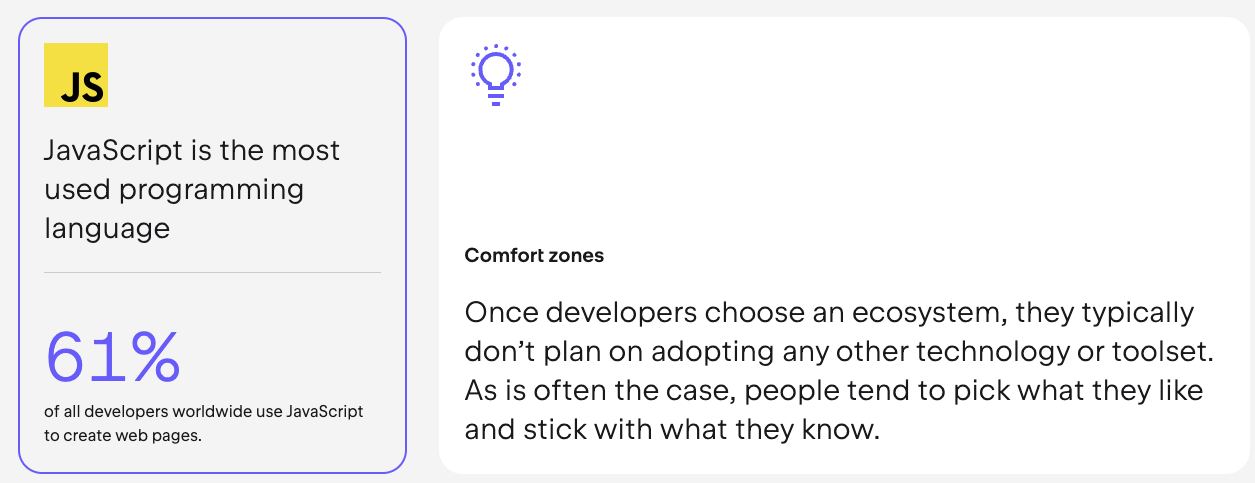 JS
JavaScript is the most
used programming
language
61%
of all developers worldwide use JavaScript
to create web pages.
Comfort zones
Once developers choose an ecosystem, they typically
don’t plan on adopting any other technology or toolset.
As is often the case, people tend to pick what they like
and stick with what they know.